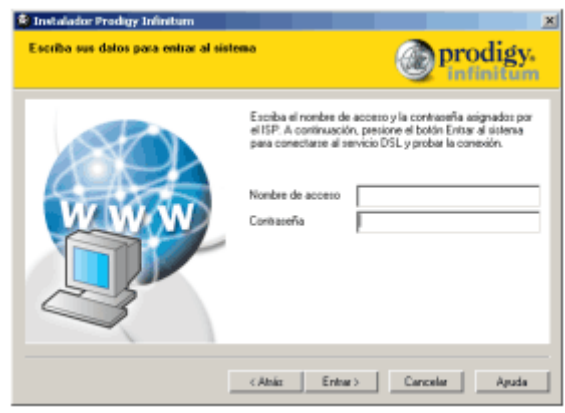 Instalador Prodigy Infinitum
Escriba sus datos para entrar al sistema
prodigy.
infinitum
Escriba el nombre de acceso y la contraseña asignados por
el ISP. A continuación, presione el botón Entrar al sistema
para conectarse al servicio DSL y probar la conexión.
WWW
Nombre de acceso
Contraseña
< Atrás
Entrar >
Cancelar
Ayuda